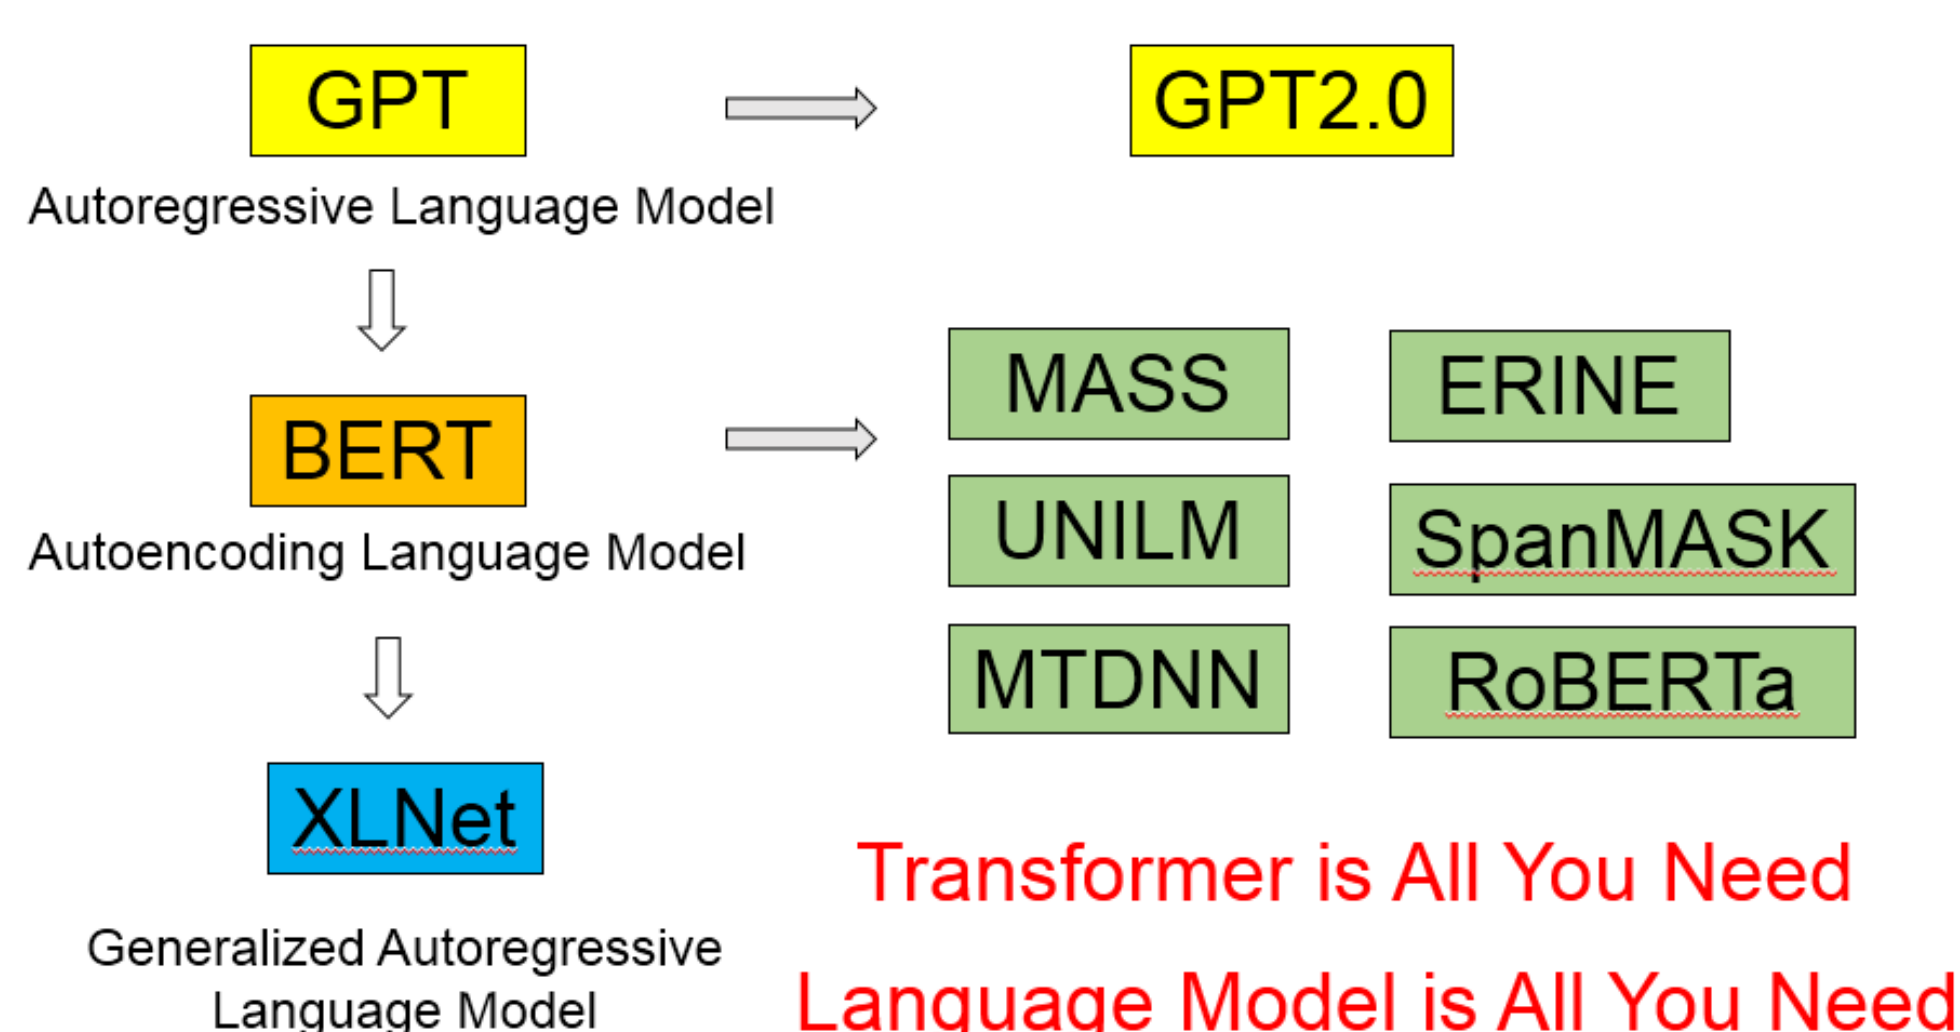 GPT
GPT2.0
Autoregressive Language Model
BERT
Autoencoding Language Model
MASS
ERINE
UNILM
SpanMASK
MTDNN
RoBERTa
XLNet
Generalized Autoregressive
Language Model
Transformer is All You Need
Language Model is All You Need